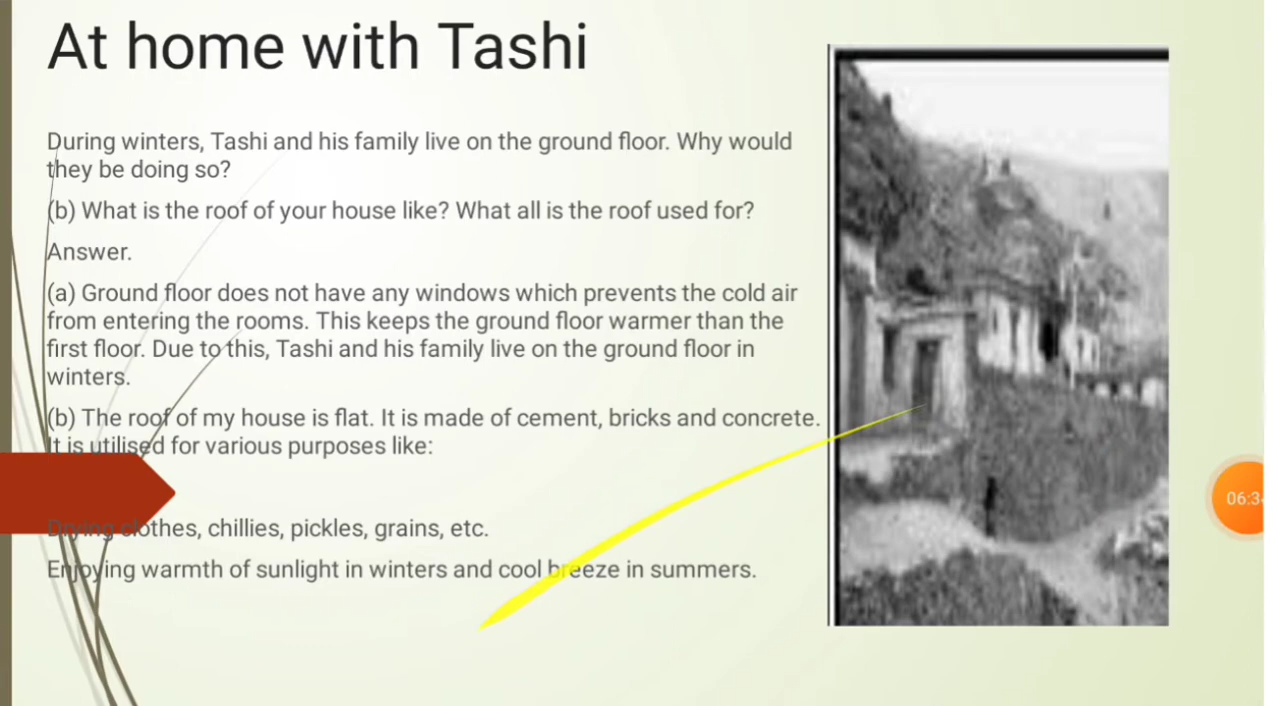 At home with Tashi
During winters, Tashi and his family live on the ground floor. Why would
they be doing so?
(b) What is the roof of your house like? What all is the roof used for?
Answer.
(a) Ground floor does not have any windows which prevents the cold air
from entering the rooms. This keeps the ground floor warmer than the
first floor. Due to this, Tashi and his family live on the ground floor in
winters.
(b) The roof of my house is flat. It is made of cement, bricks and concrete.
It is utilised for various purposes like:
Drying clothes, chillies, pickles, grains, etc.
Enjoying warmth of sunlight in winters and cool breeze in summers.